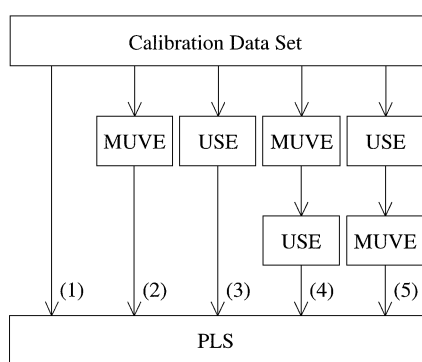 Calibration Data Set
MUVE USE MUVE USE
USE MUVE
(1) (2) (3) (4) (5)
PLS